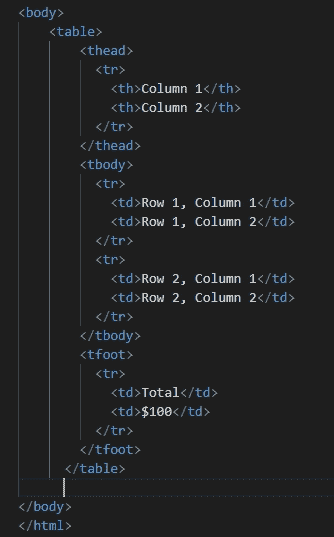 <body>
<table>
<thead>
<tr>
<th>Column 1</th>
<th>Column 2</th>
</tr>
</thead>
<tbody>
<tr>
<td>Row 1, Column 1</td>
<td>Row 1, Column 2</td>
</tr>
<tr>
<td>Row 2, Column 1</td>
<td>Row 2, Column 2</td>
</tr>
</tbody>
<tfoot>
<tr>
<td>Total</td>
<td>$100</td>
</tr>
</tfoot>
</table>
</body>
</html>